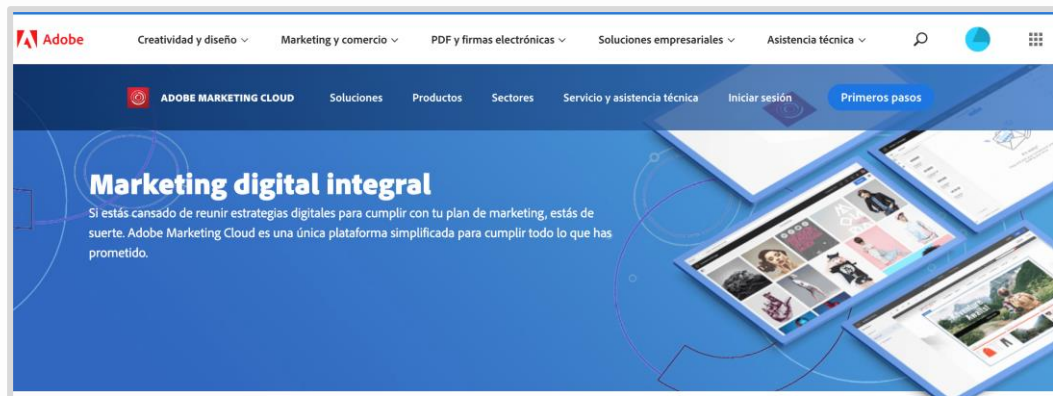 Adobe
Creatividad y diseño
Marketing y comercio
PDF y firmas electrónicas
Soluciones empresariales
Asistencia técnica
ADOBE MARKETING CLOUD
Soluciones
Productos
Sectores
Servicio y asistencia técnica
Iniciar sesión
Primeros pasos
Marketing digital integral
Si estás cansado de reunir estrategias digitales para cumplir con tu plan de marketing, estás de
suerte. Adobe Marketing Cloud es una única plataforma simplificada para cumplir todo lo que has
prometido.